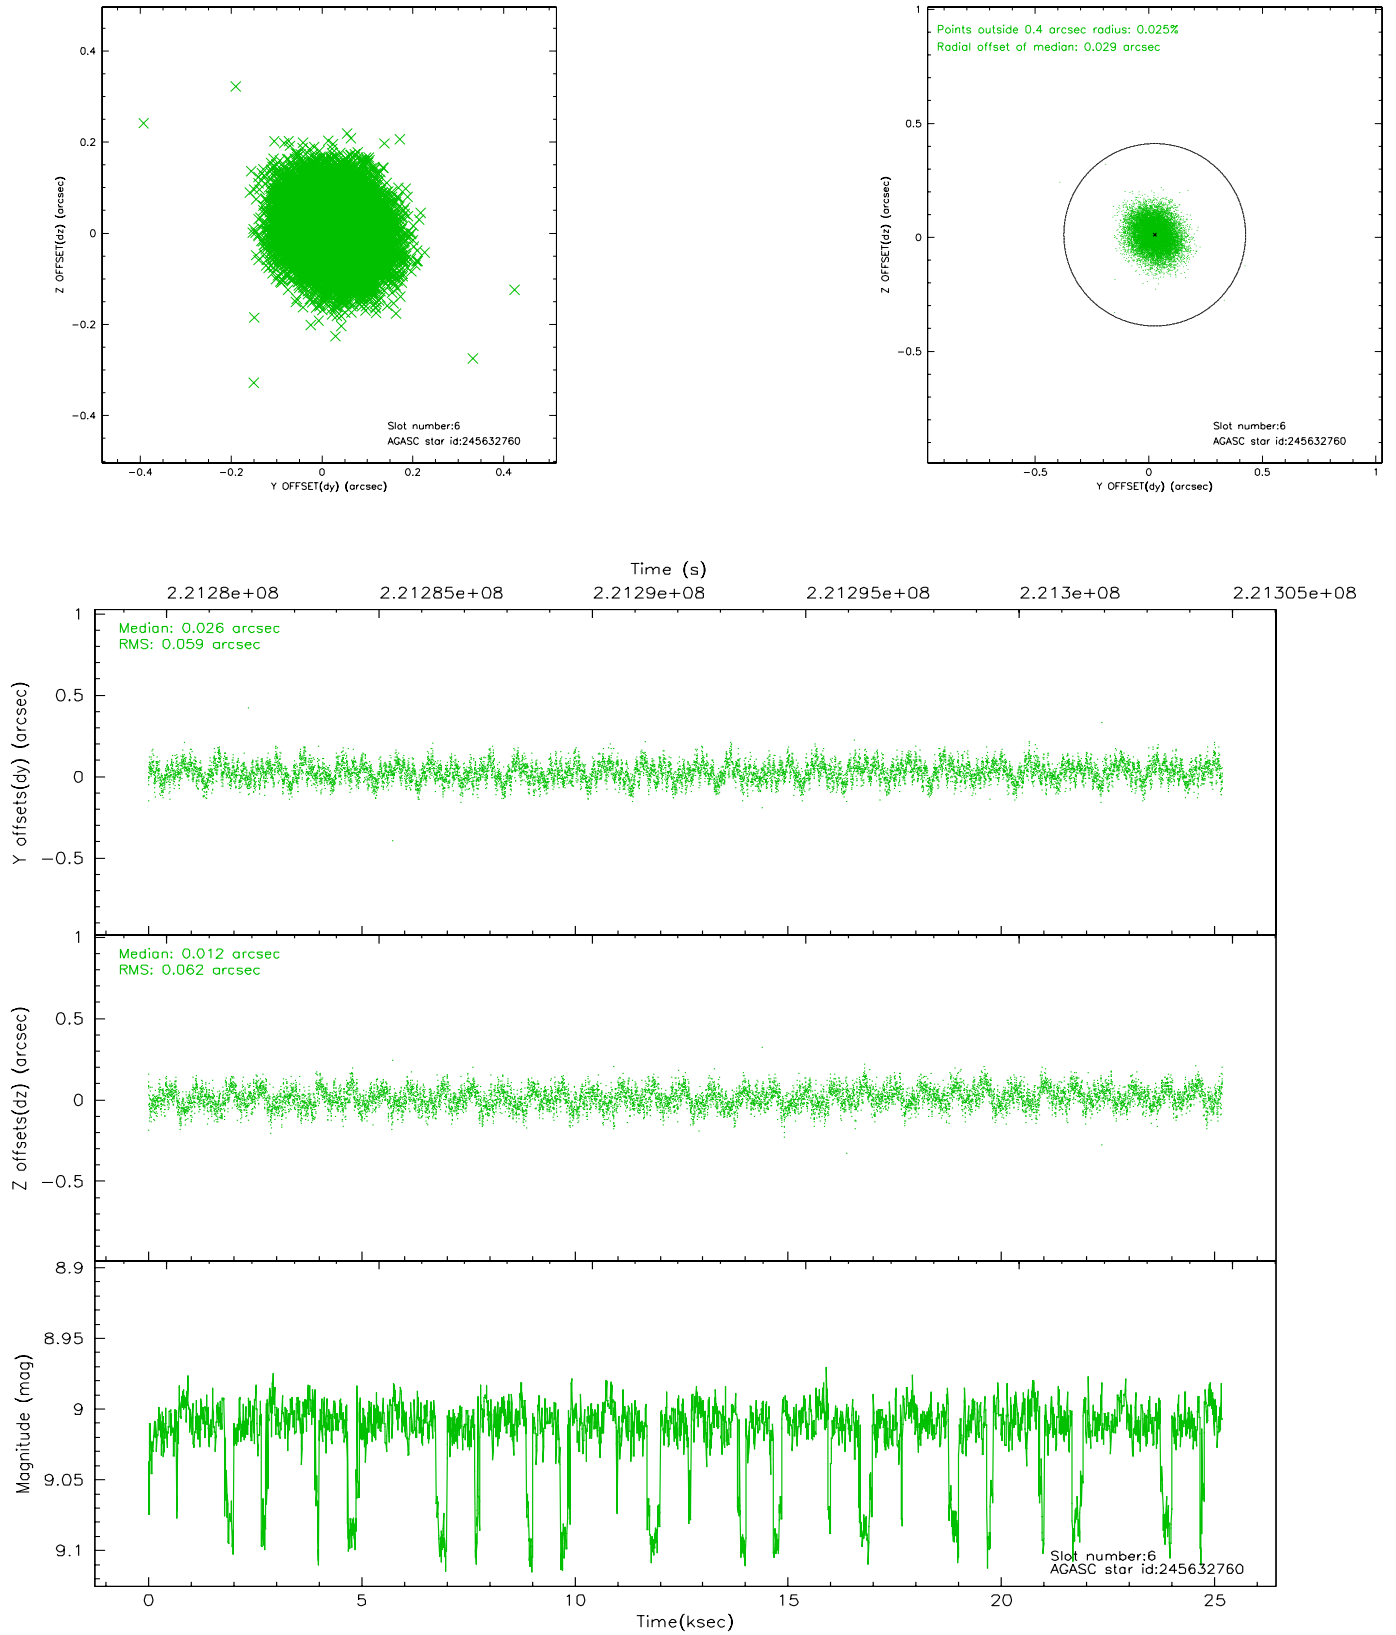 0.4
0.2
0
−0.2
−0.4
Z OFFSET(dz) (arcsec)
Slot number:6
AGASC star id:245632760
−0.4
−0.2
0
0.2
0.4
Y OFFSET(dy) (arcsec)
1
0.5
0
−0.5
Z OFFSET(dz) (arcsec)
Points outside 0.4 arcsec radius: 0.025%
Radial offset of median: 0.029 arcsec
Slot number:6
AGASC star id:245632760
−0.5
0
0.5
1
Y OFFSET(dy) (arcsec)
Time (s)
2.2128e+08
2.21285e+08
2.2129e+08
2.21295e+08
2.213e+08
2.21305e+08
1
0.5
0
−0.5
Y offsets(dy) (arcsec)
Median: 0.026 arcsec
RMS: 0.059 arcsec
1
0.5
0
−0.5
Z offsets(dz) (arcsec)
Median: 0.012 arcsec
RMS: 0.062 arcsec
8.9
8.95
9
9.05
9.1
Magnitude (mag)
Slot number:6
AGASC star id:245632760
0
5
10
15
20
25
Time(ksec)